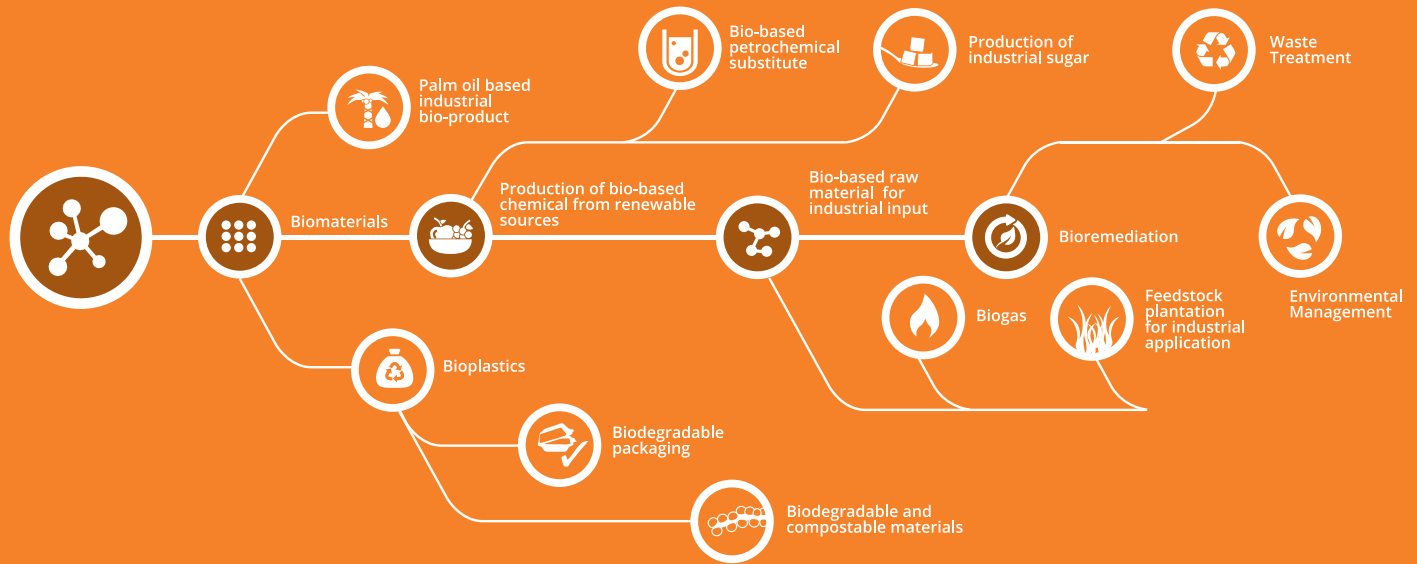 Bio-based
petrochemical
substitute
Production of
industrial sugar
Waste
Treatment
Palm oil based
industrial
bio-product
Biomaterials
Production of bio-based
chemical from renewable
sources
Bio-based raw
material for
industrial input
Bioremediation
Biogas
Feedstock
plantation
for industrial
application
Environmental
Management
Bioplastics
Biodegradable
packaging
Biodegradable and
compostable materials